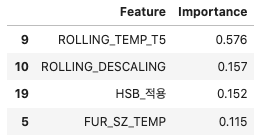 Feature Importance
9 ROLLING_TEMP_T5 0.576
10 ROLLING_DESCALING 0.157
19 HSB_적용 0.152
5 FUR_SZ_TEMP 0.115